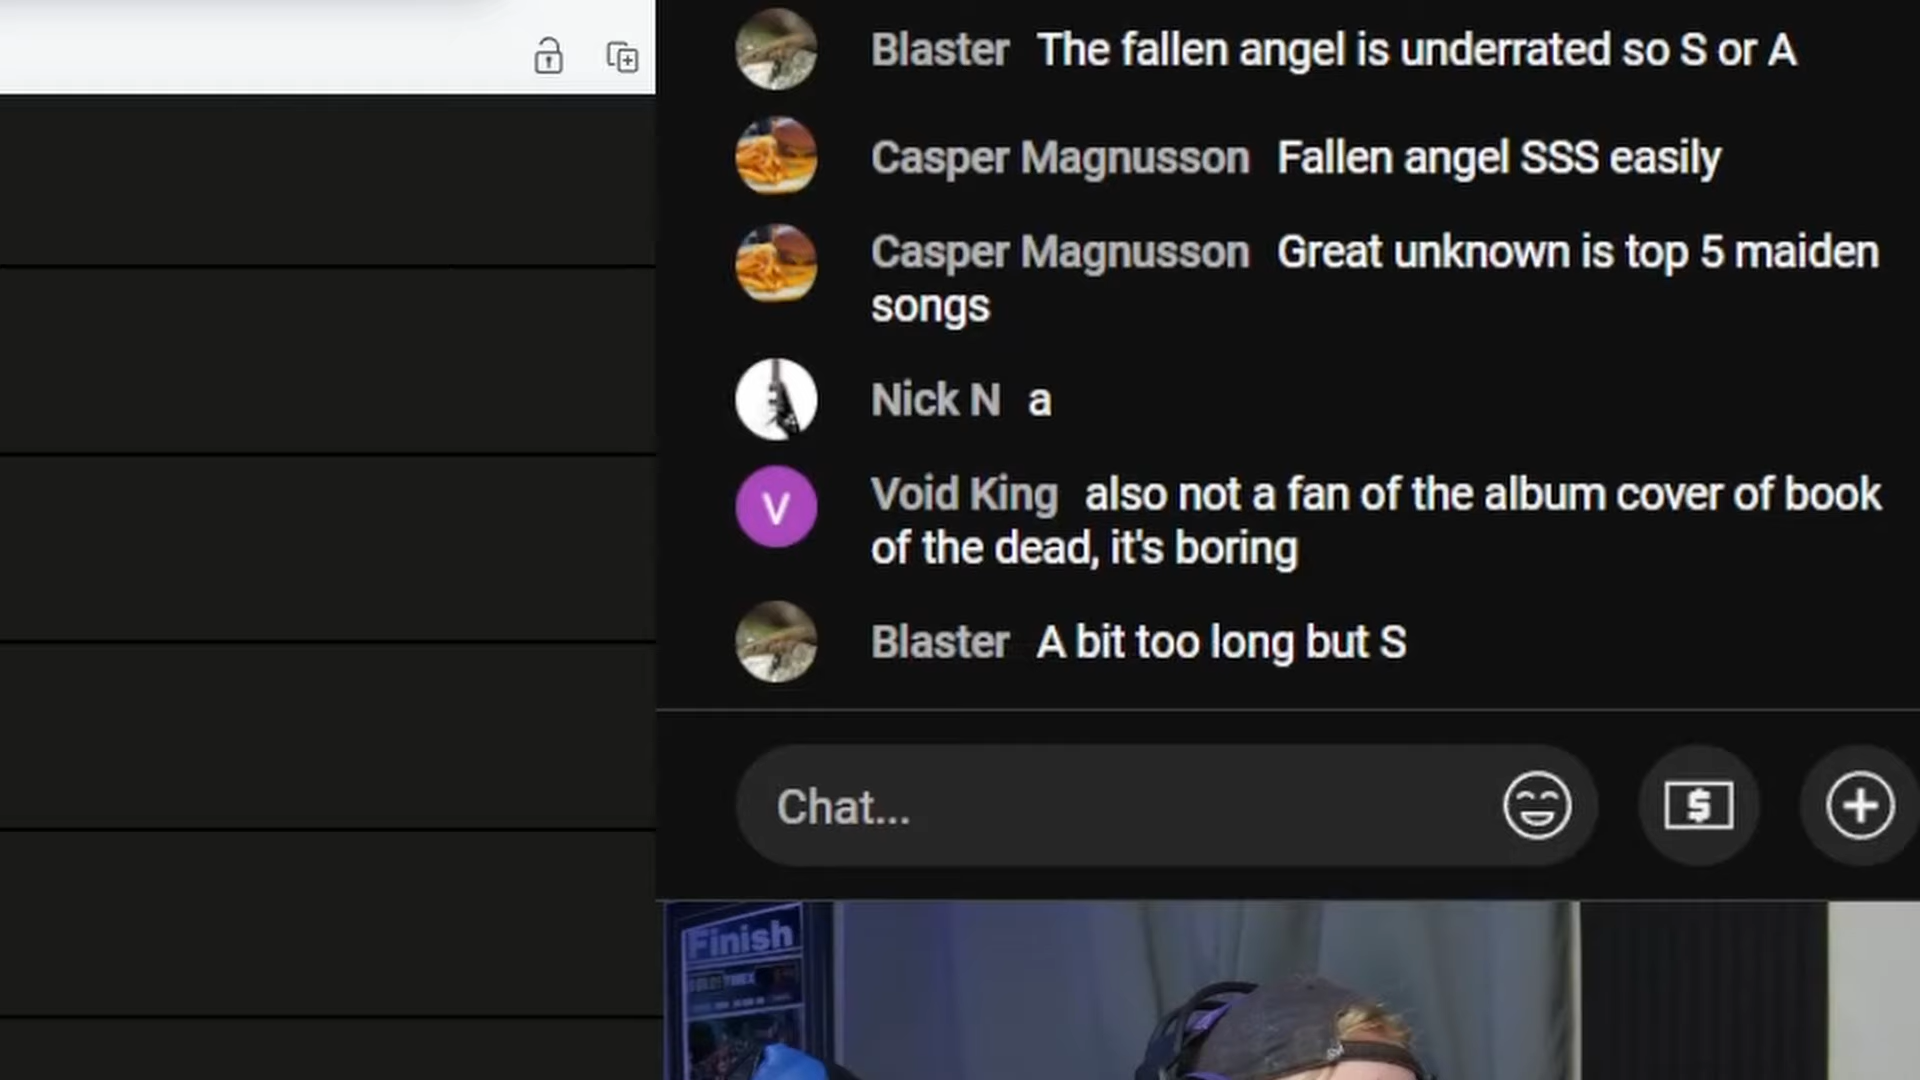 Blaster The fallen angel is underrated so S or A
Casper Magnusson Fallen angel SSS easily
Casper Magnusson Great unknown is top 5 maiden
songs
Nick N a
V
Void King also not a fan of the album cover of book
of the dead, it's boring
Blaster A bit too long but S
Chat...
$
Finish